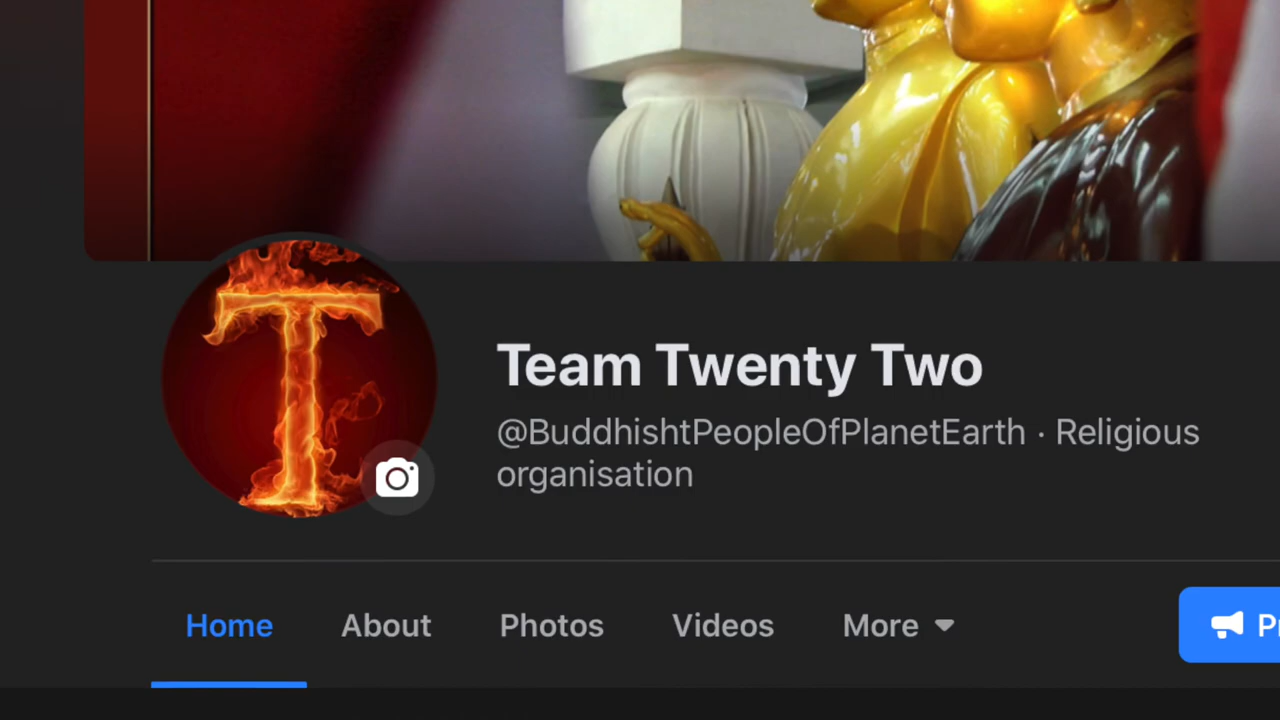 T
Team Twenty Two
@BuddhishtPeopleOfPlanetEarth · Religious
organisation
Home About Photos Videos More